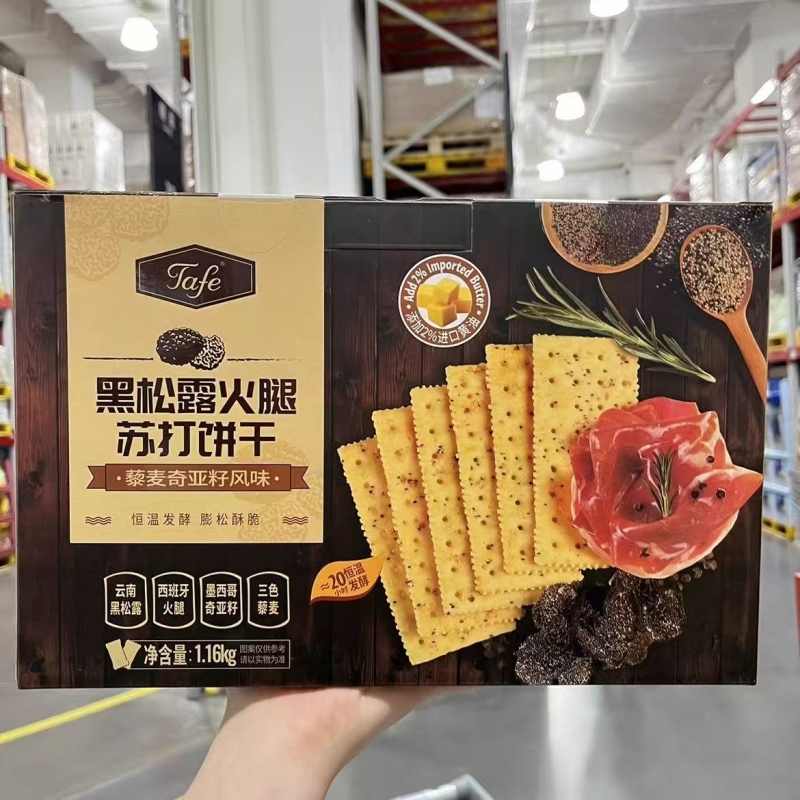 Tafe®
黑松露火腿
苏打饼干
·藜麦奇亚籽风味·
恒温发酵 膨松酥脆
云南
黑松露
西班牙
火腿
墨西哥
奇亚籽
三色
藜麦
净含量：1.16kg
图案仅供参考
请以实物为准
Add 2% Imported Butter
添加2%进口黄油
≈20小时恒温发酵